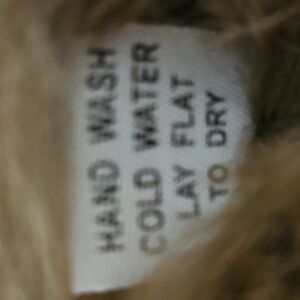 HAND WASH
COLD WATER
LAY FLAT
TO DRY